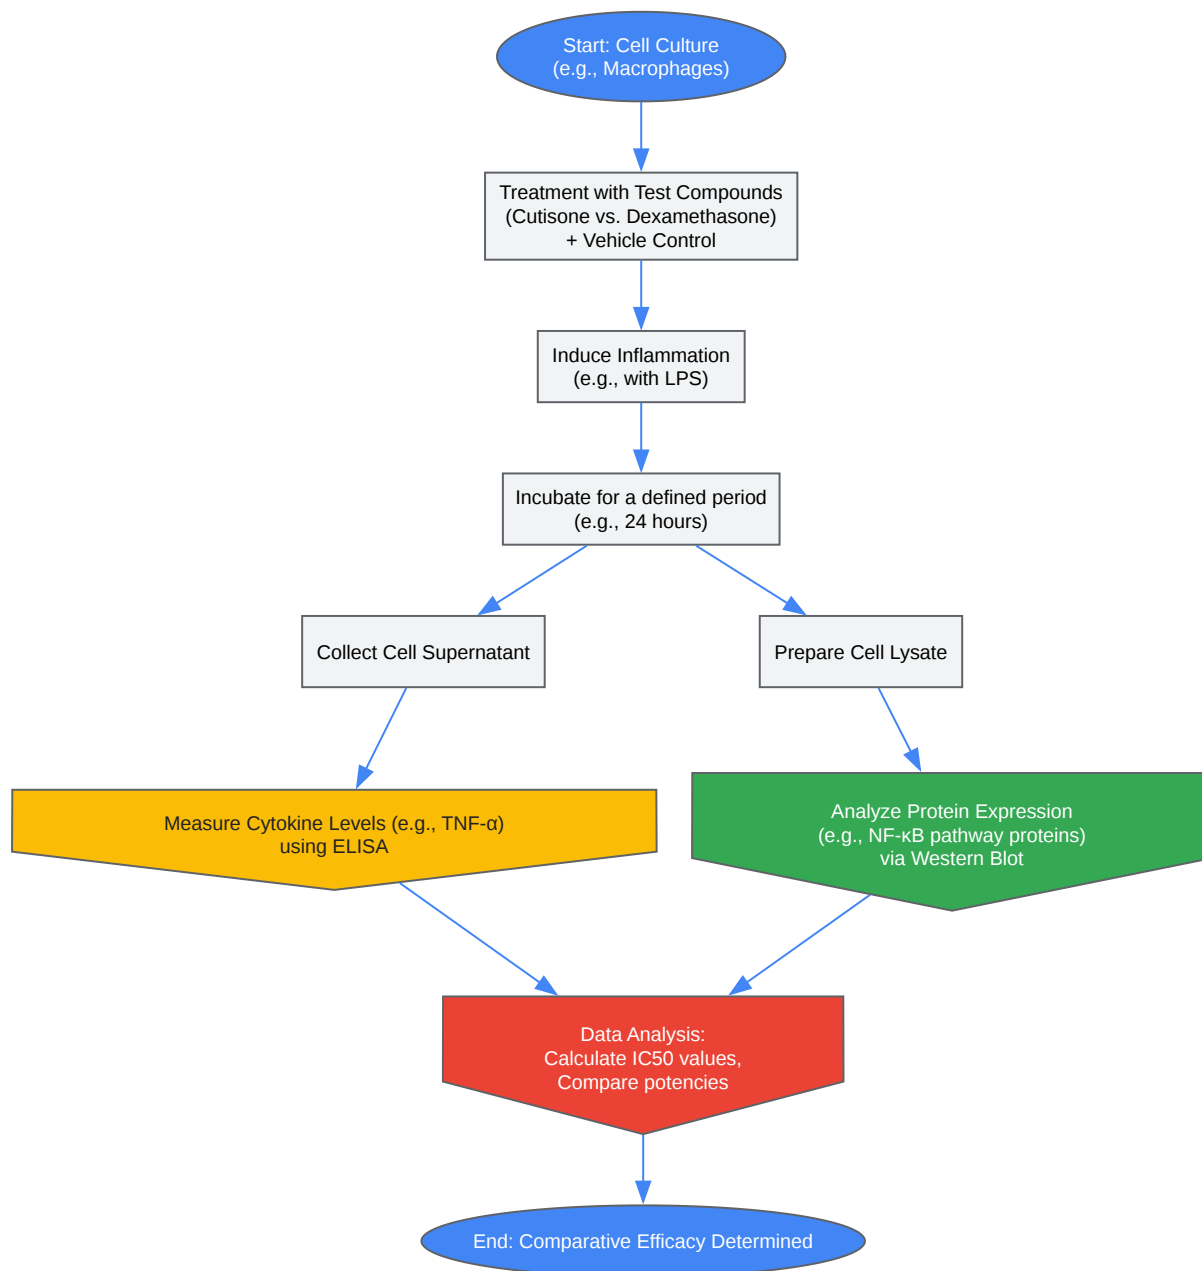 Start: Cell Culture
(e.g., Macrophages)
Treatment with Test Compounds
(Cutisone vs. Dexamethasone)
+ Vehicle Control
Induce Inflammation
(e.g., with LPS)
Incubate for a defined period
(e.g., 24 hours)
Collect Cell Supernatant
Prepare Cell Lysate
Measure Cytokine Levels (e.g., TNF-α)
using ELISA
Analyze Protein Expression
(e.g., NF-κB pathway proteins)
via Western Blot
Data Analysis:
Calculate IC50 values,
Compare potencies
End: Comparative Efficacy Determined